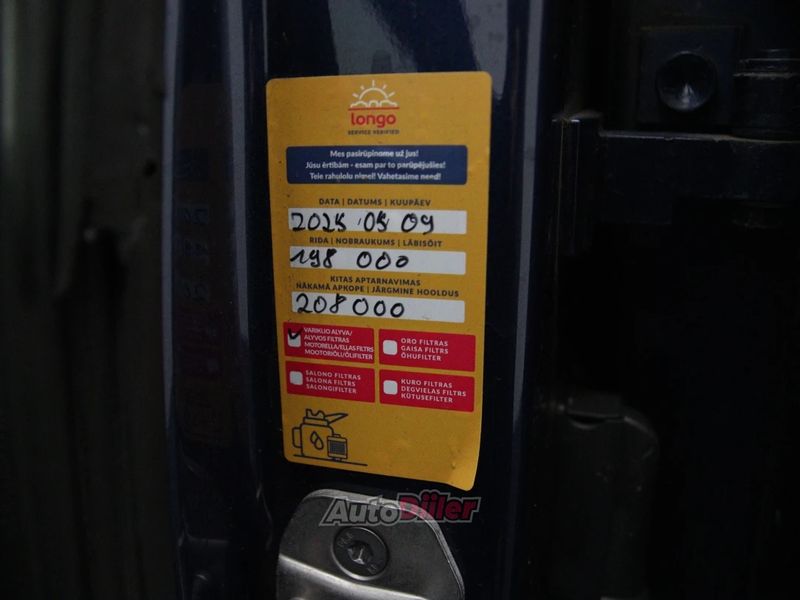 longo
SERVICE VERIFIED
Mes pasirūpinome už jus!
Jūsu ērtībām - esam par to parūpējušies!
Teie rahulolu nimel! Vahetasime need!
DATA | DATUMS | KUUPÄEV
2025 05 09
RIDA | NOBRAUKUMS | LÄBISÕIT
198 000
KITAS APTARNAVIMAS
NĀKAMĀ APKOPE | JÄRGMINE HOOLDUS
208000
VARIKLIO ALYVA/
ALYVOS FILTRAS
MOTORELLA/ELLAS FILTRS
MOOTORIÕLI/ÕLIFILTER
ORO FILTRAS
GAISA FILTRS
ÕHUFILTER
SALONO FILTRAS
SALONA FILTRS
SALONGIFILTER
KURO FILTRAS
DEGVIELAS FILTRS
KÜTUSEFILTER
AutoDiiler